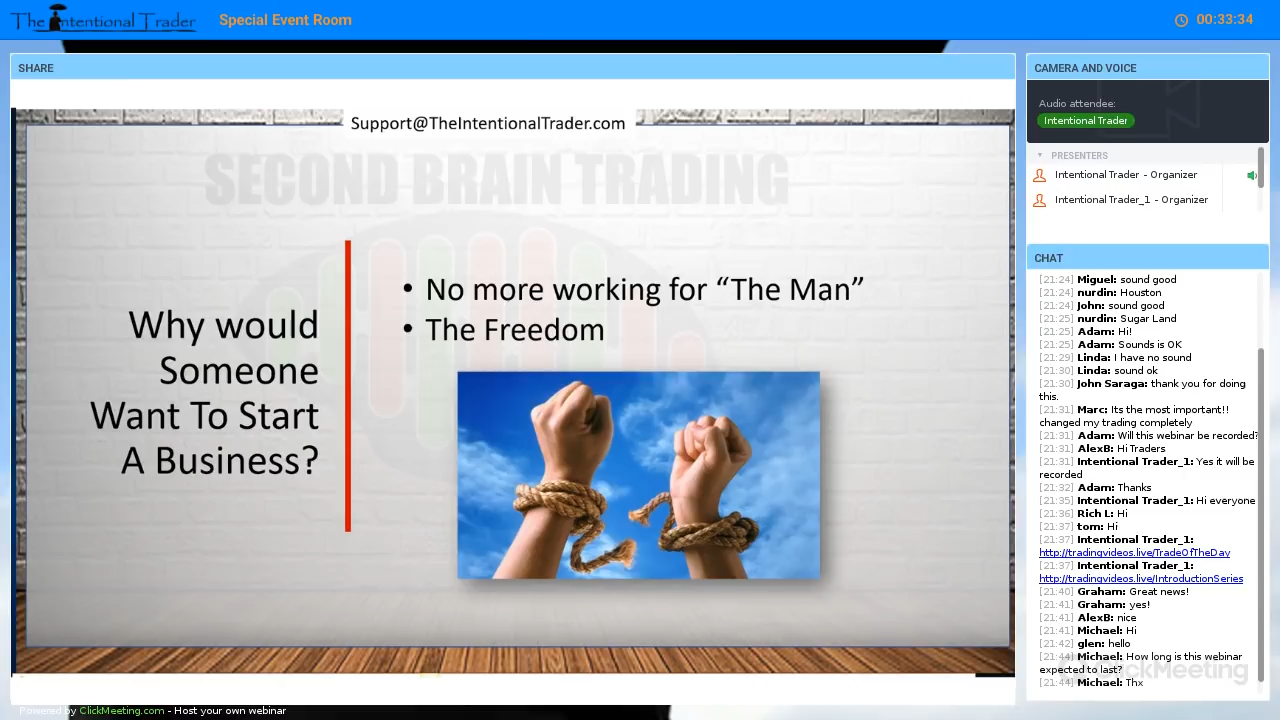 The Intentional Trader
Special Event Room
00:33:34
SHARE
Support@TheIntentionalTrader.com
SECOND BRAIN TRADING
Why would
Someone
Want To Start
A Business?
• No more working for “The Man”
• The Freedom
Powered by ClickMeeting.com - Host your own webinar
CAMERA AND VOICE
Audio attendee:
Intentional Trader
PRESENTERS
Intentional Trader - Organizer
Intentional Trader_1 - Organizer
CHAT
[21:24] Miguel: sound good
[21:24] nurdin: Houston
[21:24] John: sound good
[21:25] nurdin: Sugar Land
[21:25] Adam: Hi!
[21:25] Adam: Sounds is OK
[21:29] Linda: I have no sound
[21:30] Linda: sound ok
[21:30] John Saraga: thank you for doing
this.
[21:31] Marc: Its the most important!!
changed my trading completely
[21:31] Adam: Will this webinar be recorded?
[21:31] AlexB: Hi Traders
[21:31] Intentional Trader_1: Yes it will be
recorded
[21:32] Adam: Thanks
[21:35] Intentional Trader_1: Hi everyone
[21:36] Rich L: Hi
[21:37] tom: Hi
[21:37] Intentional Trader_1:
http://tradingvideos.live/TradeOfTheDay
[21:37] Intentional Trader_1:
http://tradingvideos.live/IntroductionSeries
[21:40] Graham: Great news!
[21:41] Graham: yes!
[21:41] AlexB: nice
[21:41] Michael: Hi
[21:42] glen: hello
[21:44] Michael: How long is this webinar
expected to last?
[21:44] Michael: Thx
ClickMeeting